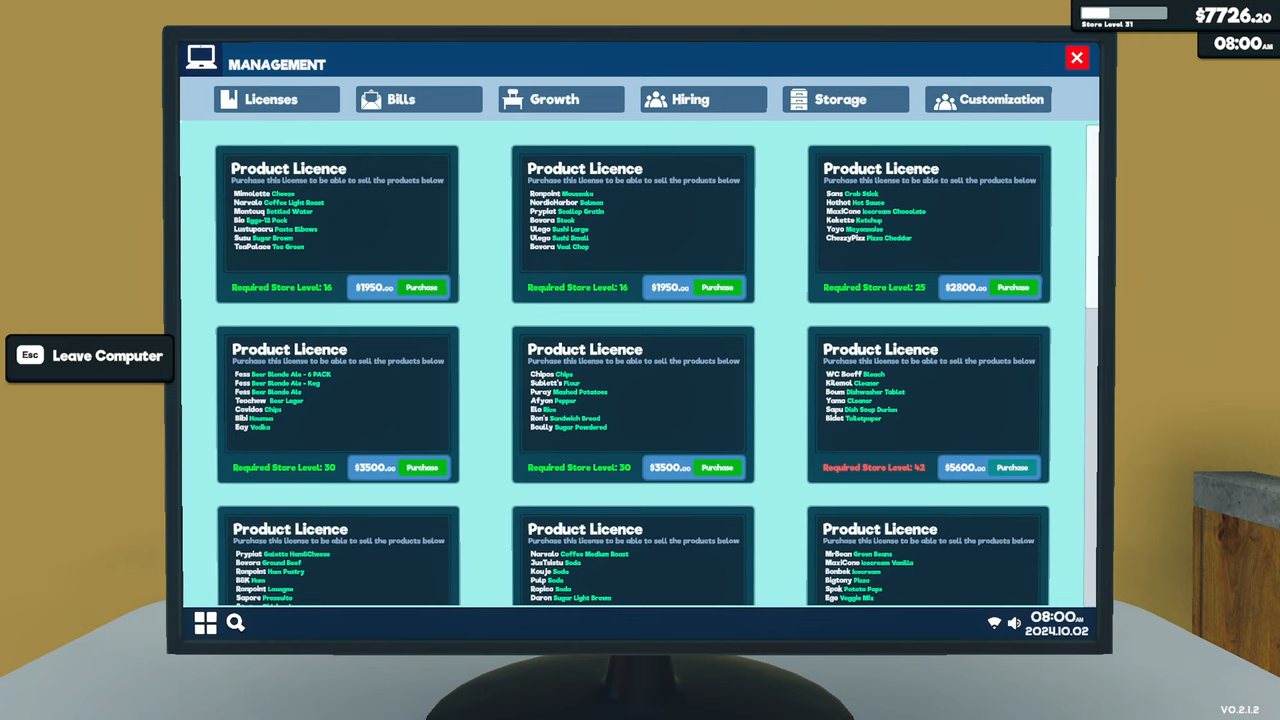 Store Level 31
$7726.20
08:00AM
MANAGEMENT
Licenses
Bills
Growth
Hiring
Storage
Customization
Product Licence
Purchase this license to be able to sell the products below
Mimolette Cheese
Narvalo Coffee Light Roast
Montcuq Bottled Water
Bio Eggs-12 Pack
Lustupacru Pasta Elbows
Susu Sugar Brown
TeaPalace Tea Green
Required Store Level: 16
$1950.00
Purchase
Product Licence
Purchase this license to be able to sell the products below
Ronpoint Moussaka
NordicHarbor Salmon
Prypiat Scallop Gratin
Bovora Steak
Ulego Sushi Large
Ulego Sushi Small
Bovora Veal Chop
Required Store Level: 16
$1950.00
Purchase
Product Licence
Purchase this license to be able to sell the products below
Sans Crab Stick
Hothot Hot Sauce
MaxiCone Icecream Chocolate
Kekette Ketchup
Yoyo Mayonnaise
ChezzyPizz Pizza Cheddar
Required Store Level: 25
$2800.00
Purchase
Esc
Leave Computer
Product Licence
Purchase this license to be able to sell the products below
Fess Beer Blonde Ale - 6 PACK
Fess Beer Blonde Ale - Keg
Fess Beer Blonde Ale
Teochew Beer Lager
Covidos Chips
Bibi Houmus
Eay Vodka
Required Store Level: 30
$3500.00
Purchase
Product Licence
Purchase this license to be able to sell the products below
Chipos Chips
Sublett's Flour
Puray Mashed Potatoes
Afyon Pepper
Elo Rice
Ron's Sandwich Bread
Boully Sugar Powdered
Required Store Level: 30
$3500.00
Purchase
Product Licence
Purchase this license to be able to sell the products below
WC Boeff Bleach
Kilemol Cleaner
Boum Dishwasher Tablet
Yamo Cleaner
Sapu Dish Soap Durian
Bidet Toiletpaper
Required Store Level: 42
$5600.00
Purchase
Product Licence
Purchase this license to be able to sell the products below
Prypiat Galette Ham&Cheese
Bovora Ground Beef
Ronpoint Ham Pastry
B&K Ham
Ronpoint Lasagna
Sapore Prosciutto
Product Licence
Purchase this license to be able to sell the products below
Narvalo Coffee Medium Roast
JusTsistu Soda
Kouje Soda
Pulp Soda
Ropica Soda
Daron Sugar Light Brown
Product Licence
Purchase this license to be able to sell the products below
MrBean Green Beans
MaxiCone Icecream Vanilla
Bonbek Icecream
Bigtony Pizza
Spok Potato Pops
Ego Veggie Mix
08:00AM
2024.10.02
V0.2.1.2